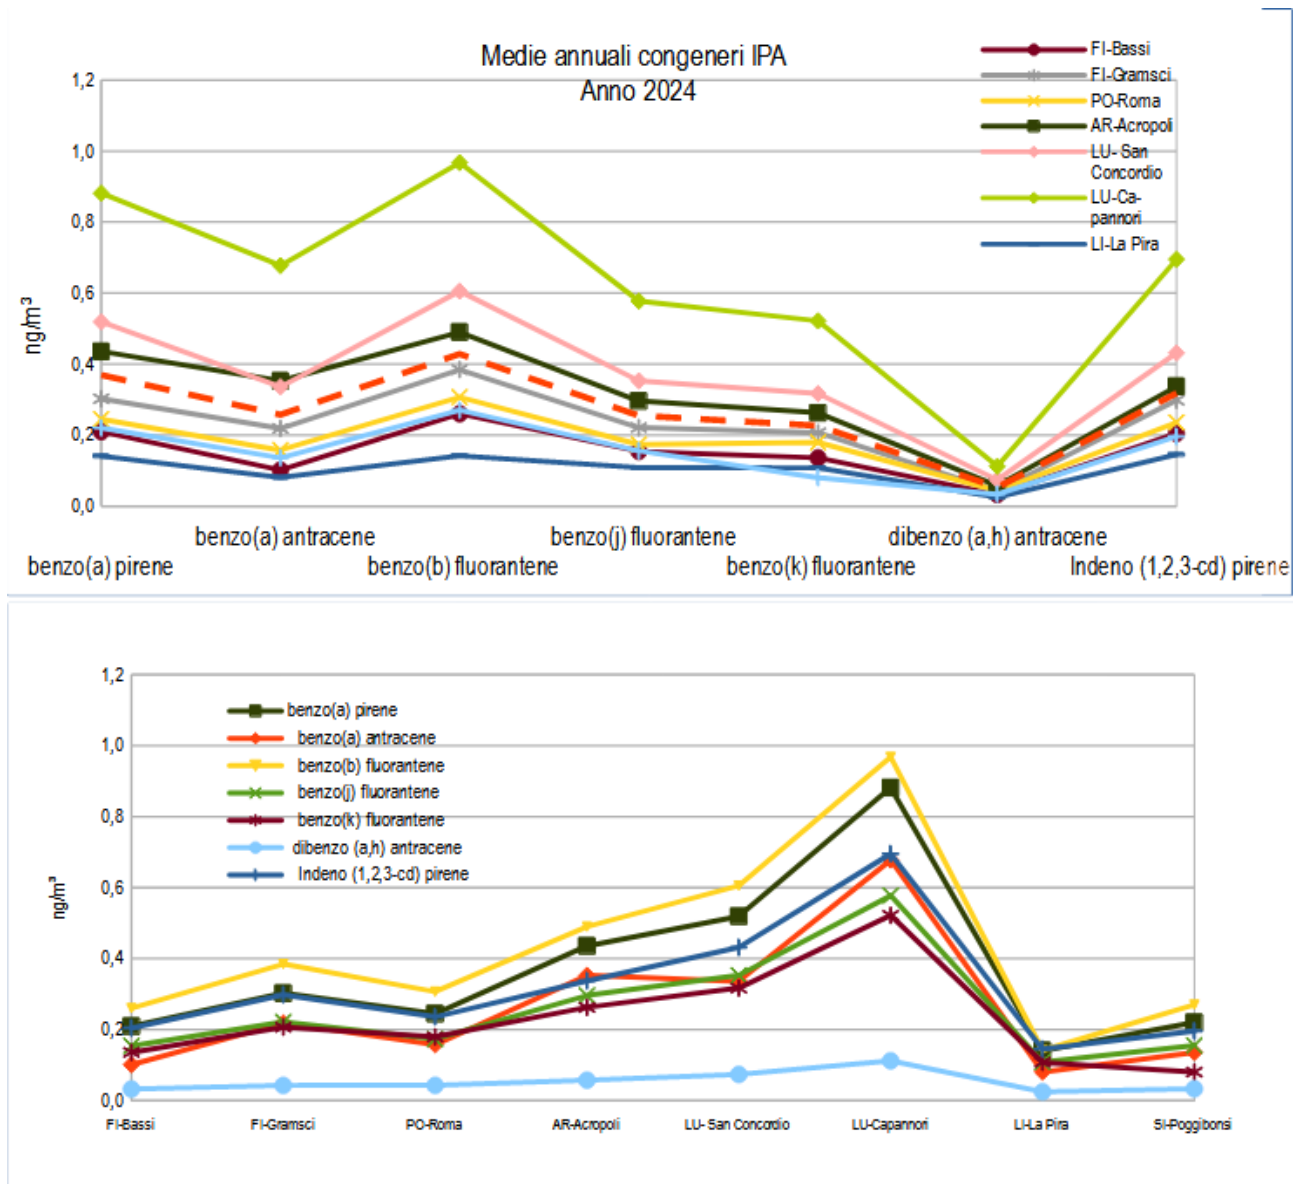 Medie annuali congeneri IPA
Anno 2024
FI-Bassi
FI-Gramsci
PO-Roma
AR-Acropoli
LU- San
Concordio
LU-Ca-
pannori
LI-La Pira
ng/m³
1,2
1,0
0,8
0,6
0,4
0,2
0,0
benzo(a) antracene
benzo(j) fluorantene
dibenzo (a,h) antracene
benzo(a) pirene
benzo(b) fluorantene
benzo(k) fluorantene
Indeno (1,2,3-cd) pirene
ng/m³
1,2
1,0
0,8
0,6
0,4
0,2
0,0
benzo(a) pirene
benzo(a) antracene
benzo(b) fluorantene
benzo(j) fluorantene
benzo(k) fluorantene
dibenzo (a,h) antracene
Indeno (1,2,3-cd) pirene
FI-Bassi
FI-Gramsci
PO-Roma
AR-Acropoli
LU- San Concordio
LU-Capannori
LI-La Pira
SI-Poggibonsi